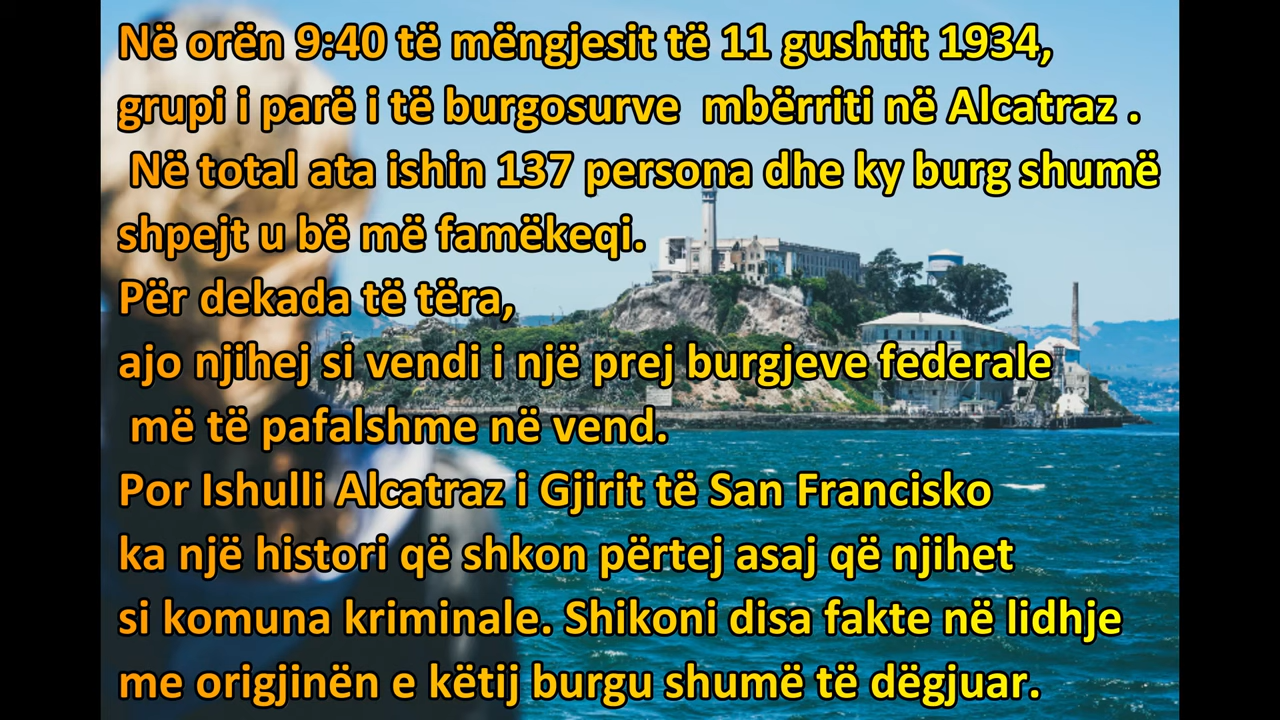 Në orën 9:40 të mëngjesit të 11 gushtit 1934,
grupi i parë i të burgosurve mbërriti në Alcatraz .
Në total ata ishin 137 persona dhe ky burg shumë
shpejt u bë më famëkeqi.
Për dekada të tëra,
ajo njihej si vendi i një prej burgjeve federale
më të pafalshme në vend.
Por Ishulli Alcatraz i Gjirit të San Francisko
ka një histori që shkon përtej asaj që njihet
si komuna kriminale. Shikoni disa fakte në lidhje
me origjinën e këtij burgu shumë të dëgjuar.